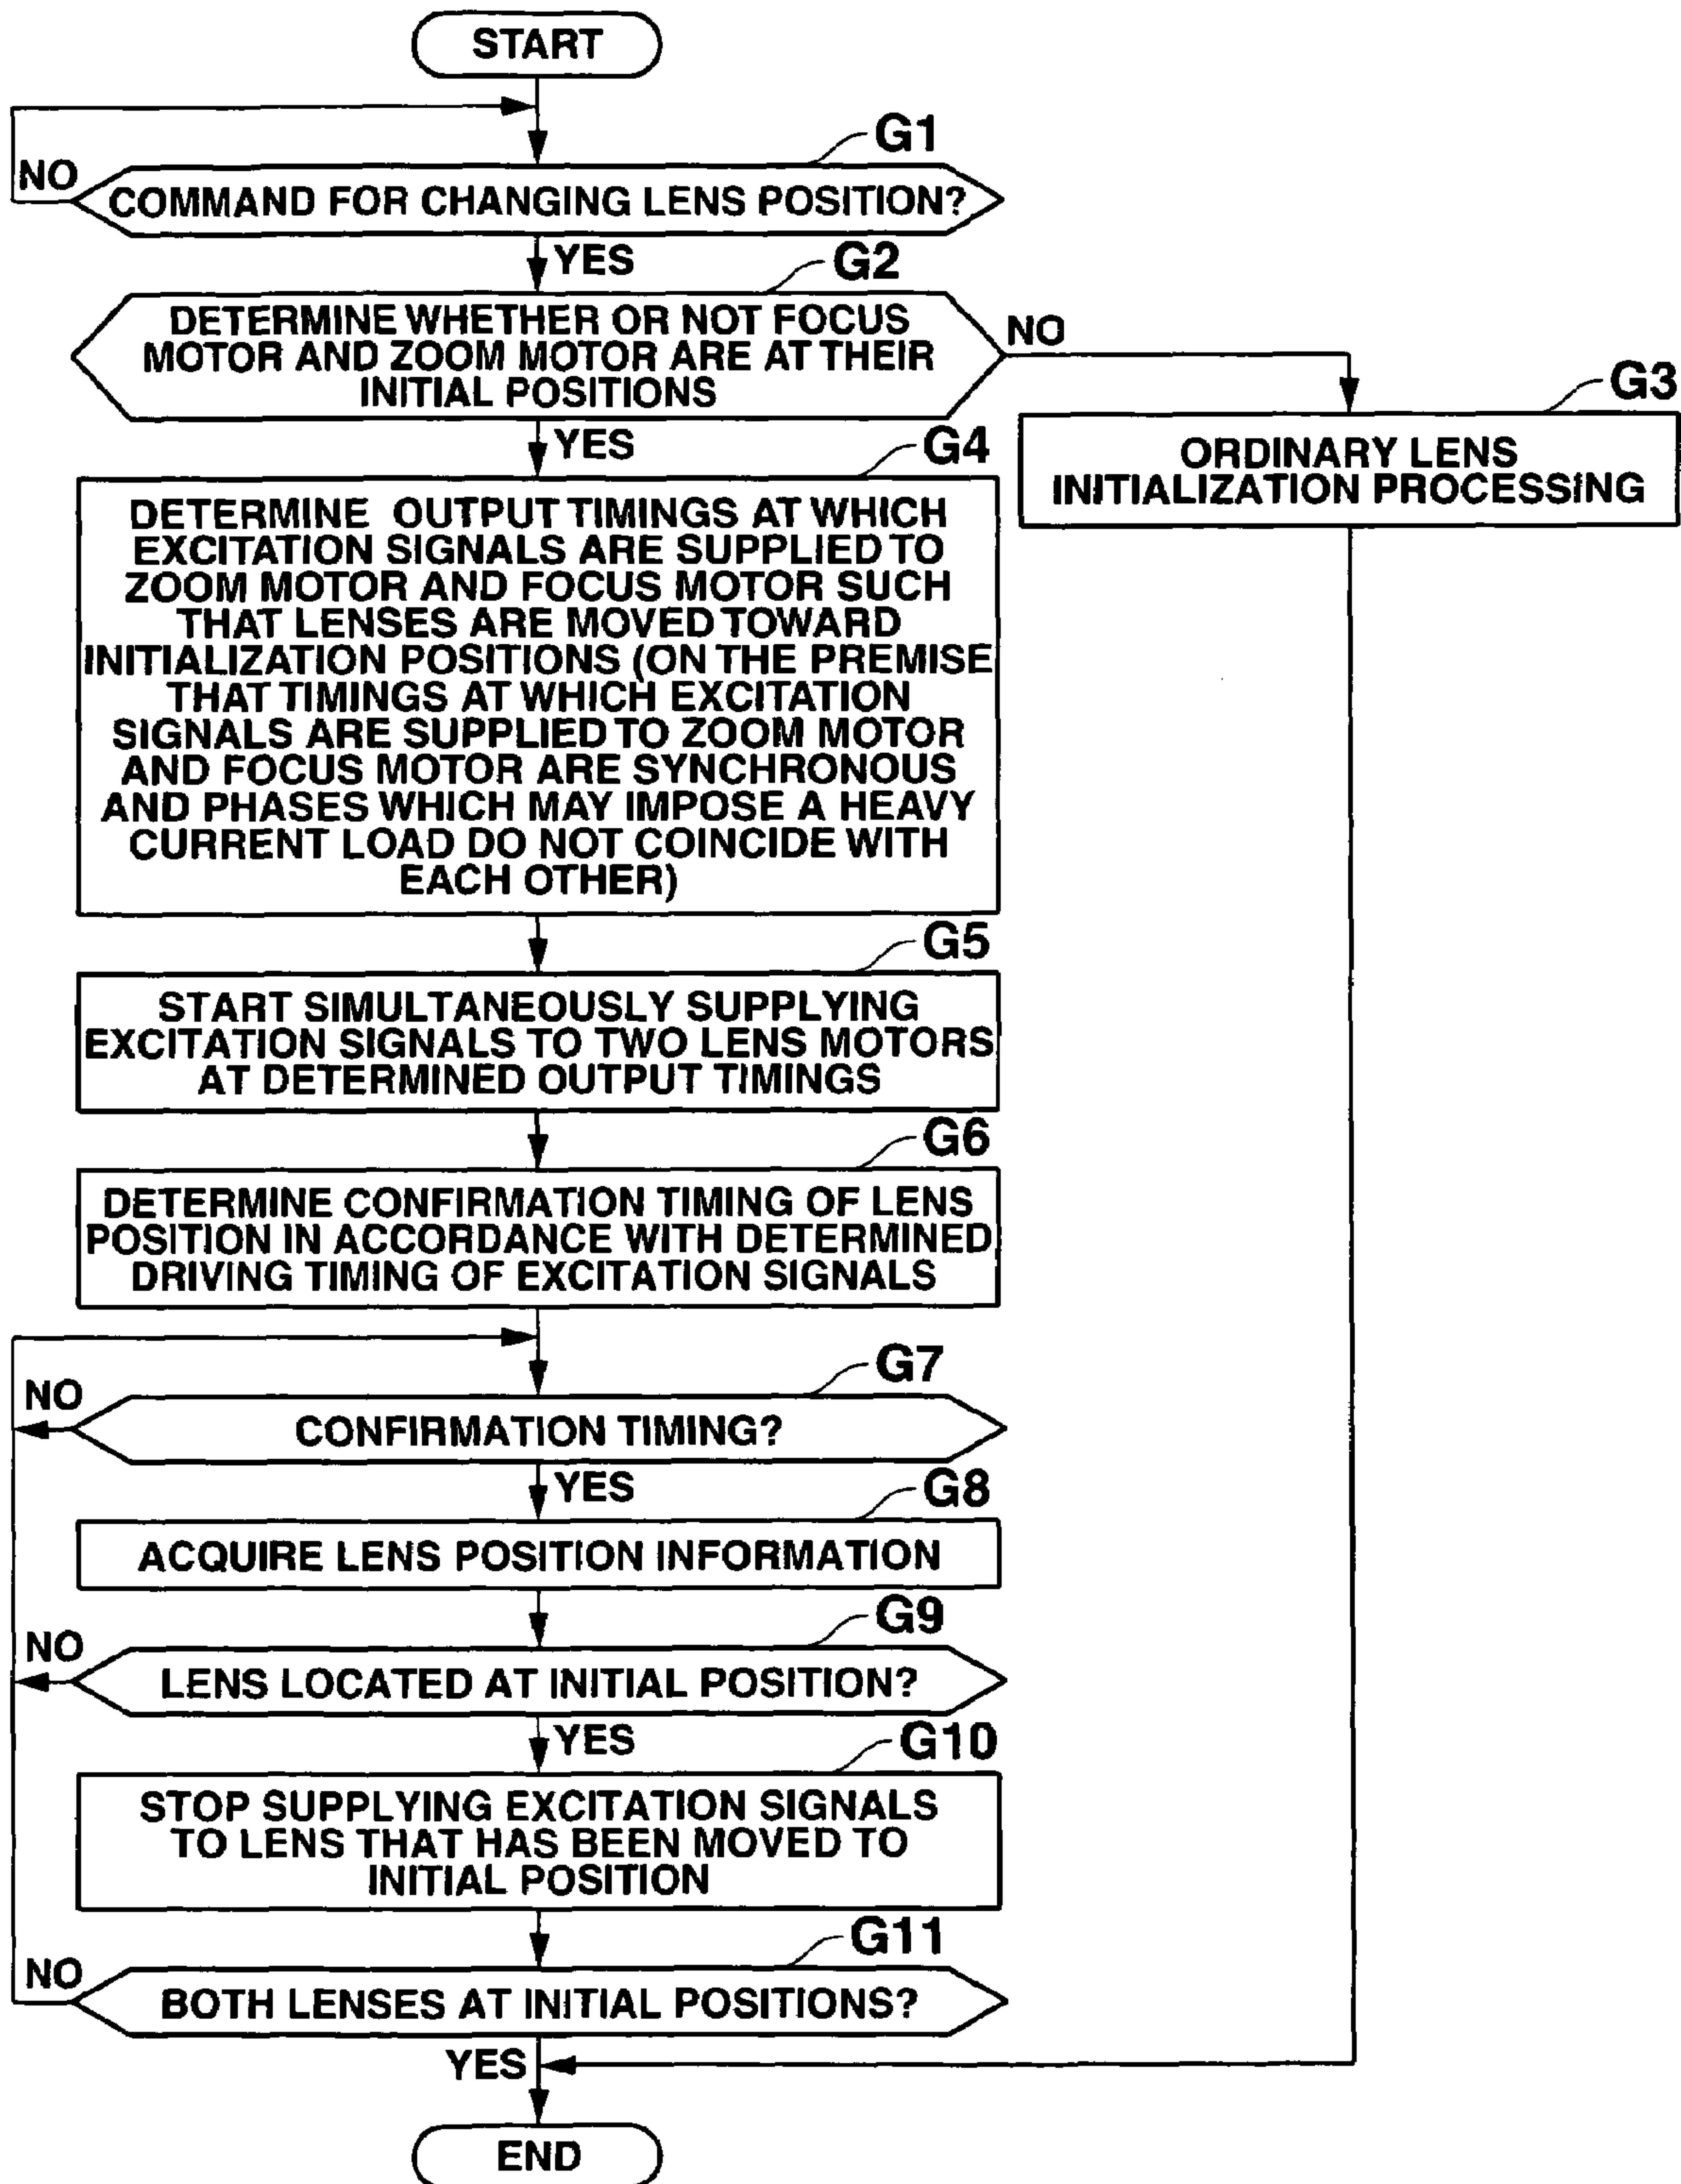 START
G1
NO
COMMAND FOR CHANGING LENS POSITION?
YES
G2
DETERMINE WHETHER OR NOT FOCUS
MOTOR AND ZOOM MOTOR ARE AT THEIR
INITIAL POSITIONS
NO
G3
ORDINARY LENS
INITIALIZATION PROCESSING
YES
G4
DETERMINE OUTPUT TIMINGS AT WHICH
EXCITATION SIGNALS ARE SUPPLIED TO
ZOOM MOTOR AND FOCUS MOTOR SUCH
THAT LENSES ARE MOVED TOWARD
INITIALIZATION POSITIONS (ON THE PREMISE
THAT TIMINGS AT WHICH EXCITATION
SIGNALS ARE SUPPLIED TO ZOOM MOTOR
AND FOCUS MOTOR ARE SYNCHRONOUS
AND PHASES WHICH MAY IMPOSE A HEAVY
CURRENT LOAD DO NOT COINCIDE WITH
EACH OTHER)
G5
START SIMULTANEOUSLY SUPPLYING
EXCITATION SIGNALS TO TWO LENS MOTORS
AT DETERMINED OUTPUT TIMINGS
G6
DETERMINE CONFIRMATION TIMING OF LENS
POSITION IN ACCORDANCE WITH DETERMINED
DRIVING TIMING OF EXCITATION SIGNALS
G7
NO
CONFIRMATION TIMING?
YES
G8
ACQUIRE LENS POSITION INFORMATION
G9
NO
LENS LOCATED AT INITIAL POSITION?
YES
G10
STOP SUPPLYING EXCITATION SIGNALS
TO LENS THAT HAS BEEN MOVED TO
INITIAL POSITION
G11
NO
BOTH LENSES AT INITIAL POSITIONS?
YES
END